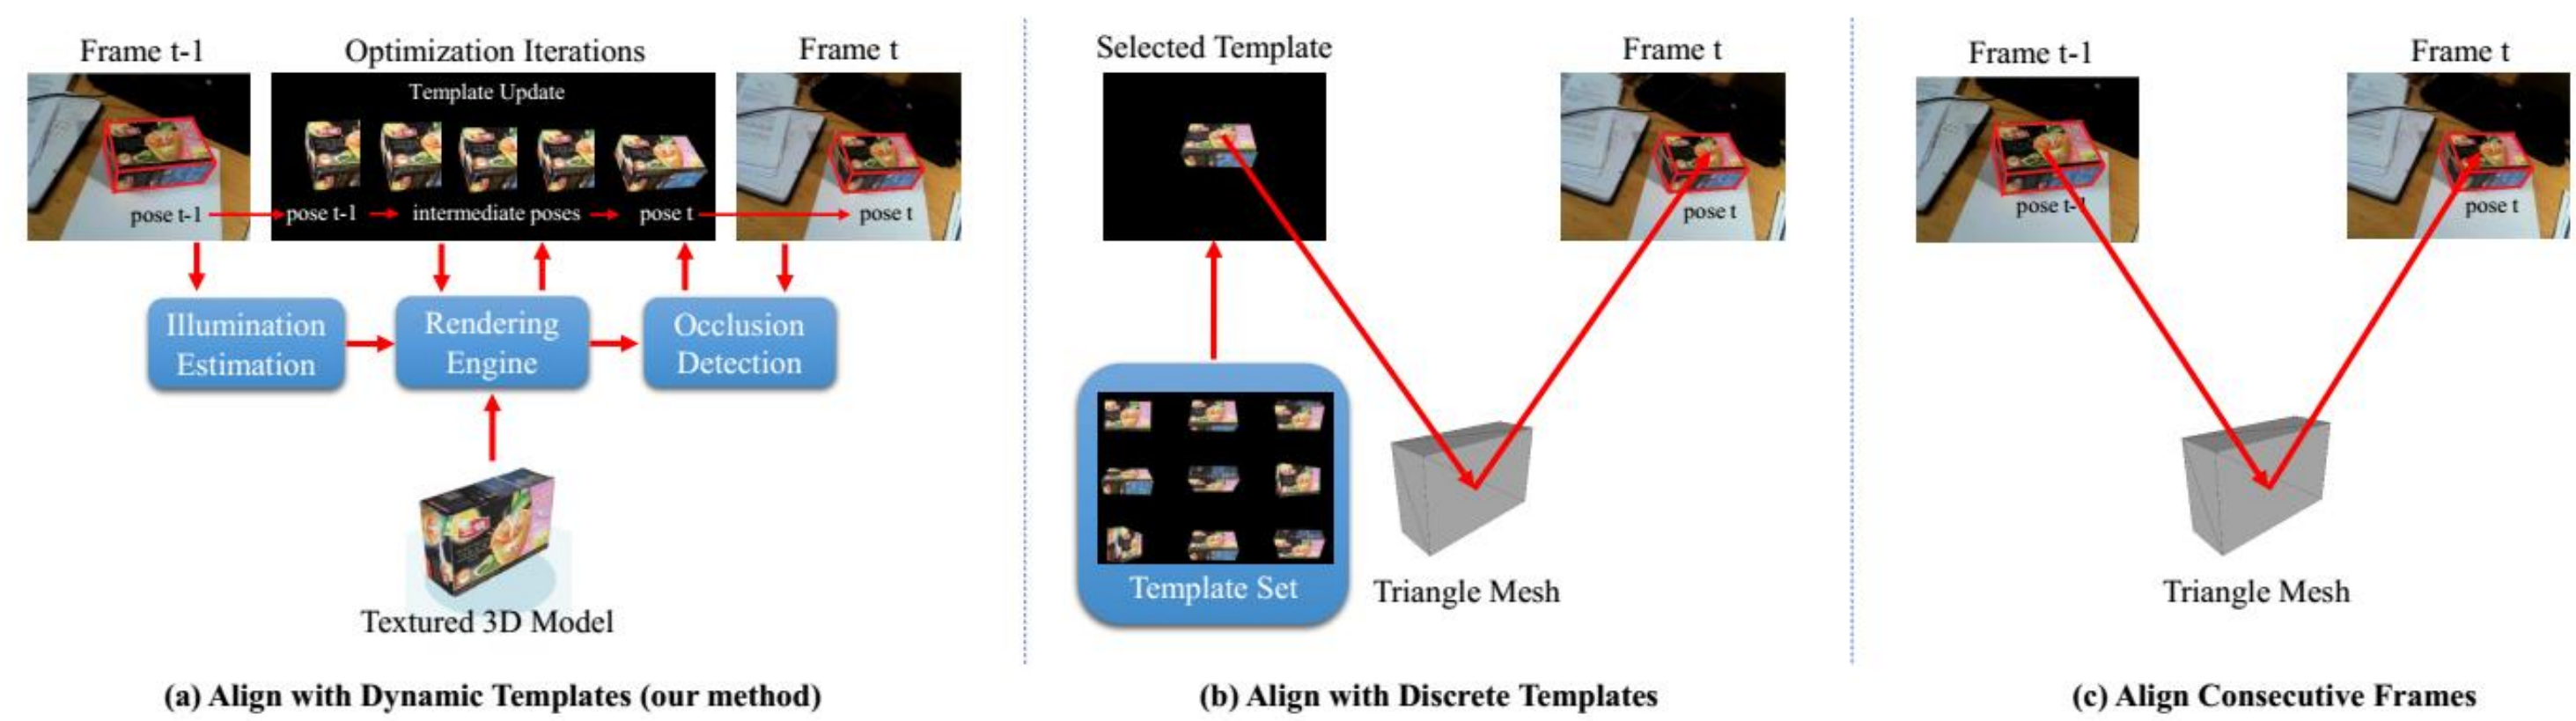 Frame t-1
Optimization Iterations
Frame t
Template Update
pose t-1
pose t-1
intermediate poses
pose t
pose t
Illumination
Estimation
Rendering
Engine
Occlusion
Detection
Textured 3D Model
(a) Align with Dynamic Templates (our method)
Selected Template
Frame t
pose t
Template Set
Triangle Mesh
(b) Align with Discrete Templates
Frame t-1
Frame t
pose t-1
pose t
Triangle Mesh
(c) Align Consecutive Frames